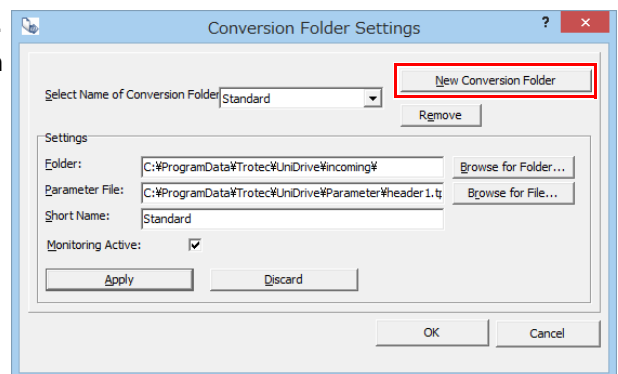 Conversion Folder Settings
?
New Conversion Folder
Select Name of Conversion Folder
Standard
Remove
Settings
Folder:
C:¥ProgramData¥Trotec¥UniDrive¥incoming¥
Browse for Folder...
Parameter File:
C:¥ProgramData¥Trotec¥UniDrive¥Parameter¥header1.tp
Browse for File...
Short Name:
Standard
Monitoring Active:
Apply
Discard
OK
Cancel